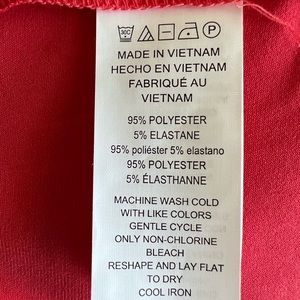 30C
MADE IN VIETNAM
HECHO EN VIETNAM
FABRIQUÉ AU
VIETNAM
95% POLYESTER
5% ELASTANE
95% poliéster 5% elastano
95% POLYESTER
5% ÉLASTHANNE
MACHINE WASH COLD
WITH LIKE COLORS
GENTLE CYCLE
ONLY NON-CHLORINE
BLEACH
RESHAPE AND LAY FLAT
TO DRY
COOL IRON